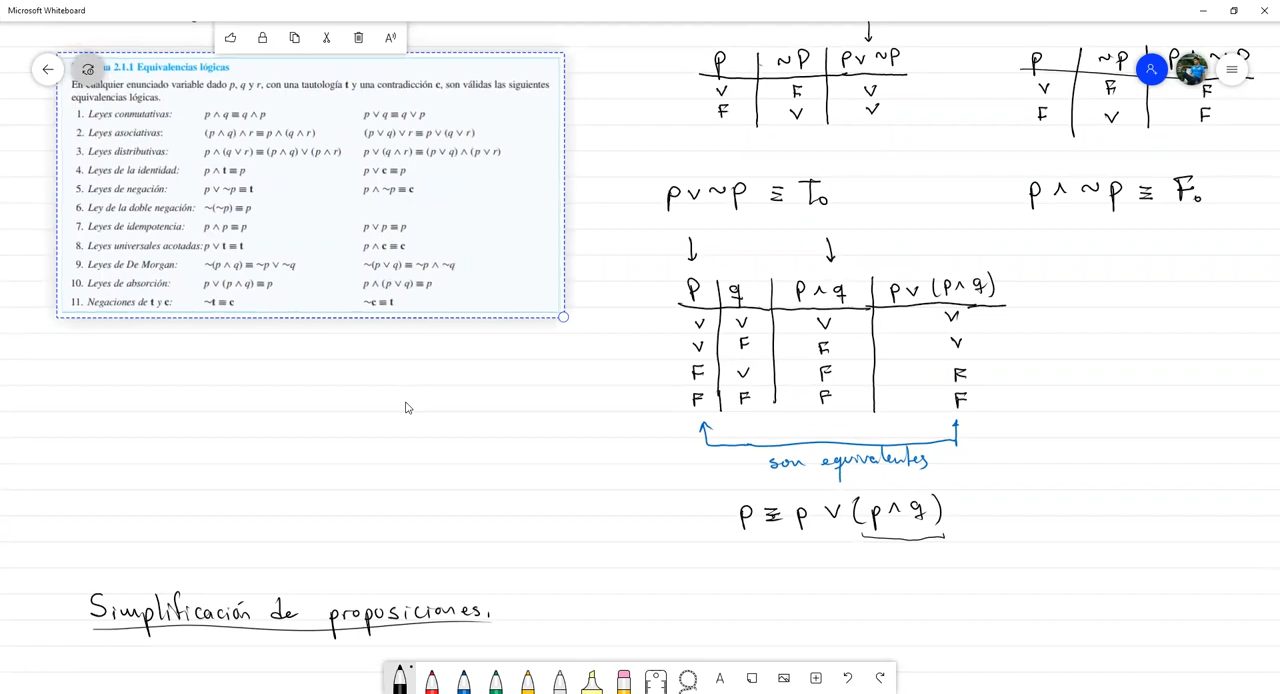 Microsoft Whiteboard
2.1.1 Equivalencias lógicas
En cualquier enunciado variable dado p, q y r, con una tautología t y una contradicción c, son válidas las siguientes
equivalencias lógicas.
1. Leyes conmutativas: p ∧ q ≡ q ∧ p p ∨ q ≡ q ∨ p
2. Leyes asociativas: (p ∧ q) ∧ r ≡ p ∧ (q ∧ r) (p ∨ q) ∨ r ≡ p ∨ (q ∨ r)
3. Leyes distributivas: p ∧ (q ∨ r) ≡ (p ∧ q) ∨ (p ∧ r) p ∨ (q ∧ r) ≡ (p ∨ q) ∧ (p ∨ r)
4. Leyes de la identidad: p ∧ t ≡ p p ∨ c ≡ p
5. Leyes de negación: p ∨ ~p ≡ t p ∧ ~p ≡ c
6. Ley de la doble negación: ~(~p) ≡ p
7. Leyes de idempotencia: p ∧ p ≡ p p ∨ p ≡ p
8. Leyes universales acotadas: p ∨ t ≡ t p ∧ c ≡ c
9. Leyes de De Morgan: ~(p ∧ q) ≡ ~p ∨ ~q ~(p ∨ q) ≡ ~p ∧ ~q
10. Leyes de absorción: p ∨ (p ∧ q) ≡ p p ∧ (p ∨ q) ≡ p
11. Negaciones de t y c: ~t ≡ c ~c ≡ t
p ~p p∨~p
V F V
F V V
p ~p
V F F
F V F
p ∨ ~p ≡ T₀
p ∧ ~p ≡ F₀
p q p ∧ q p ∨ (p ∧ q)
V V V V
V F F V
F V F F
F F F F
son equivalentes
p ≡ p ∨ (p ∧ q)
Simplificación de proposiciones.